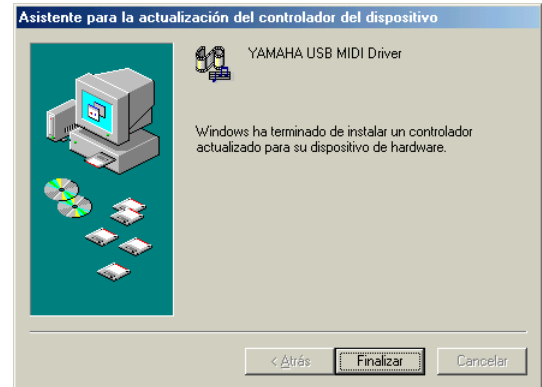 Asistente para la actualización del controlador del dispositivo
YAMAHA USB MIDI Driver
Windows ha terminado de instalar un controlador
actualizado para su dispositivo de hardware.
< Atrás Finalizar Cancelar